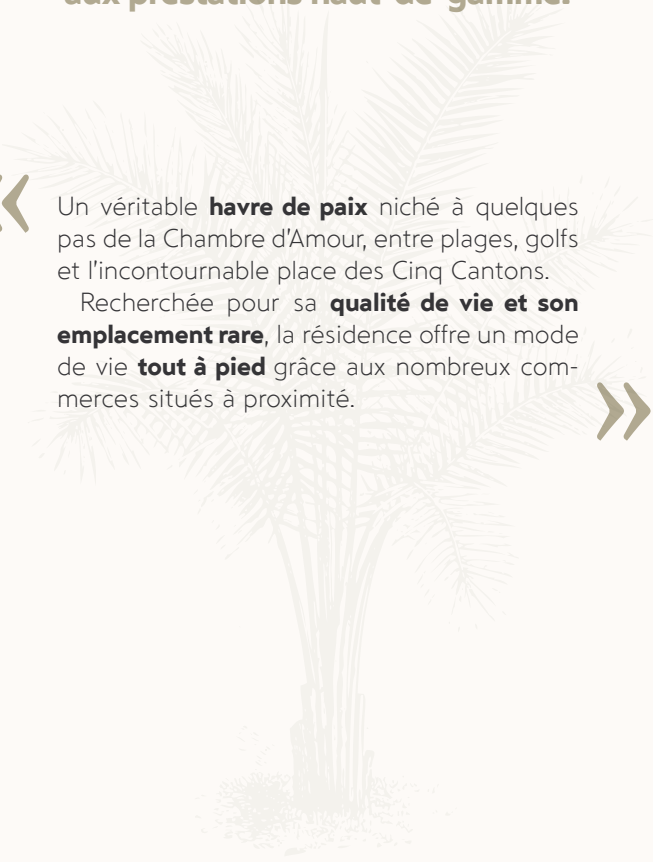 aux prestations haut-de-gamme.
«
Un véritable havre de paix niché à quelques
pas de la Chambre d’Amour, entre plages, golfs
et l’incontournable place des Cinq Cantons.
Recherchée pour sa qualité de vie et son
emplacement rare, la résidence offre un mode
de vie tout à pied grâce aux nombreux com-
merces situés à proximité.
»